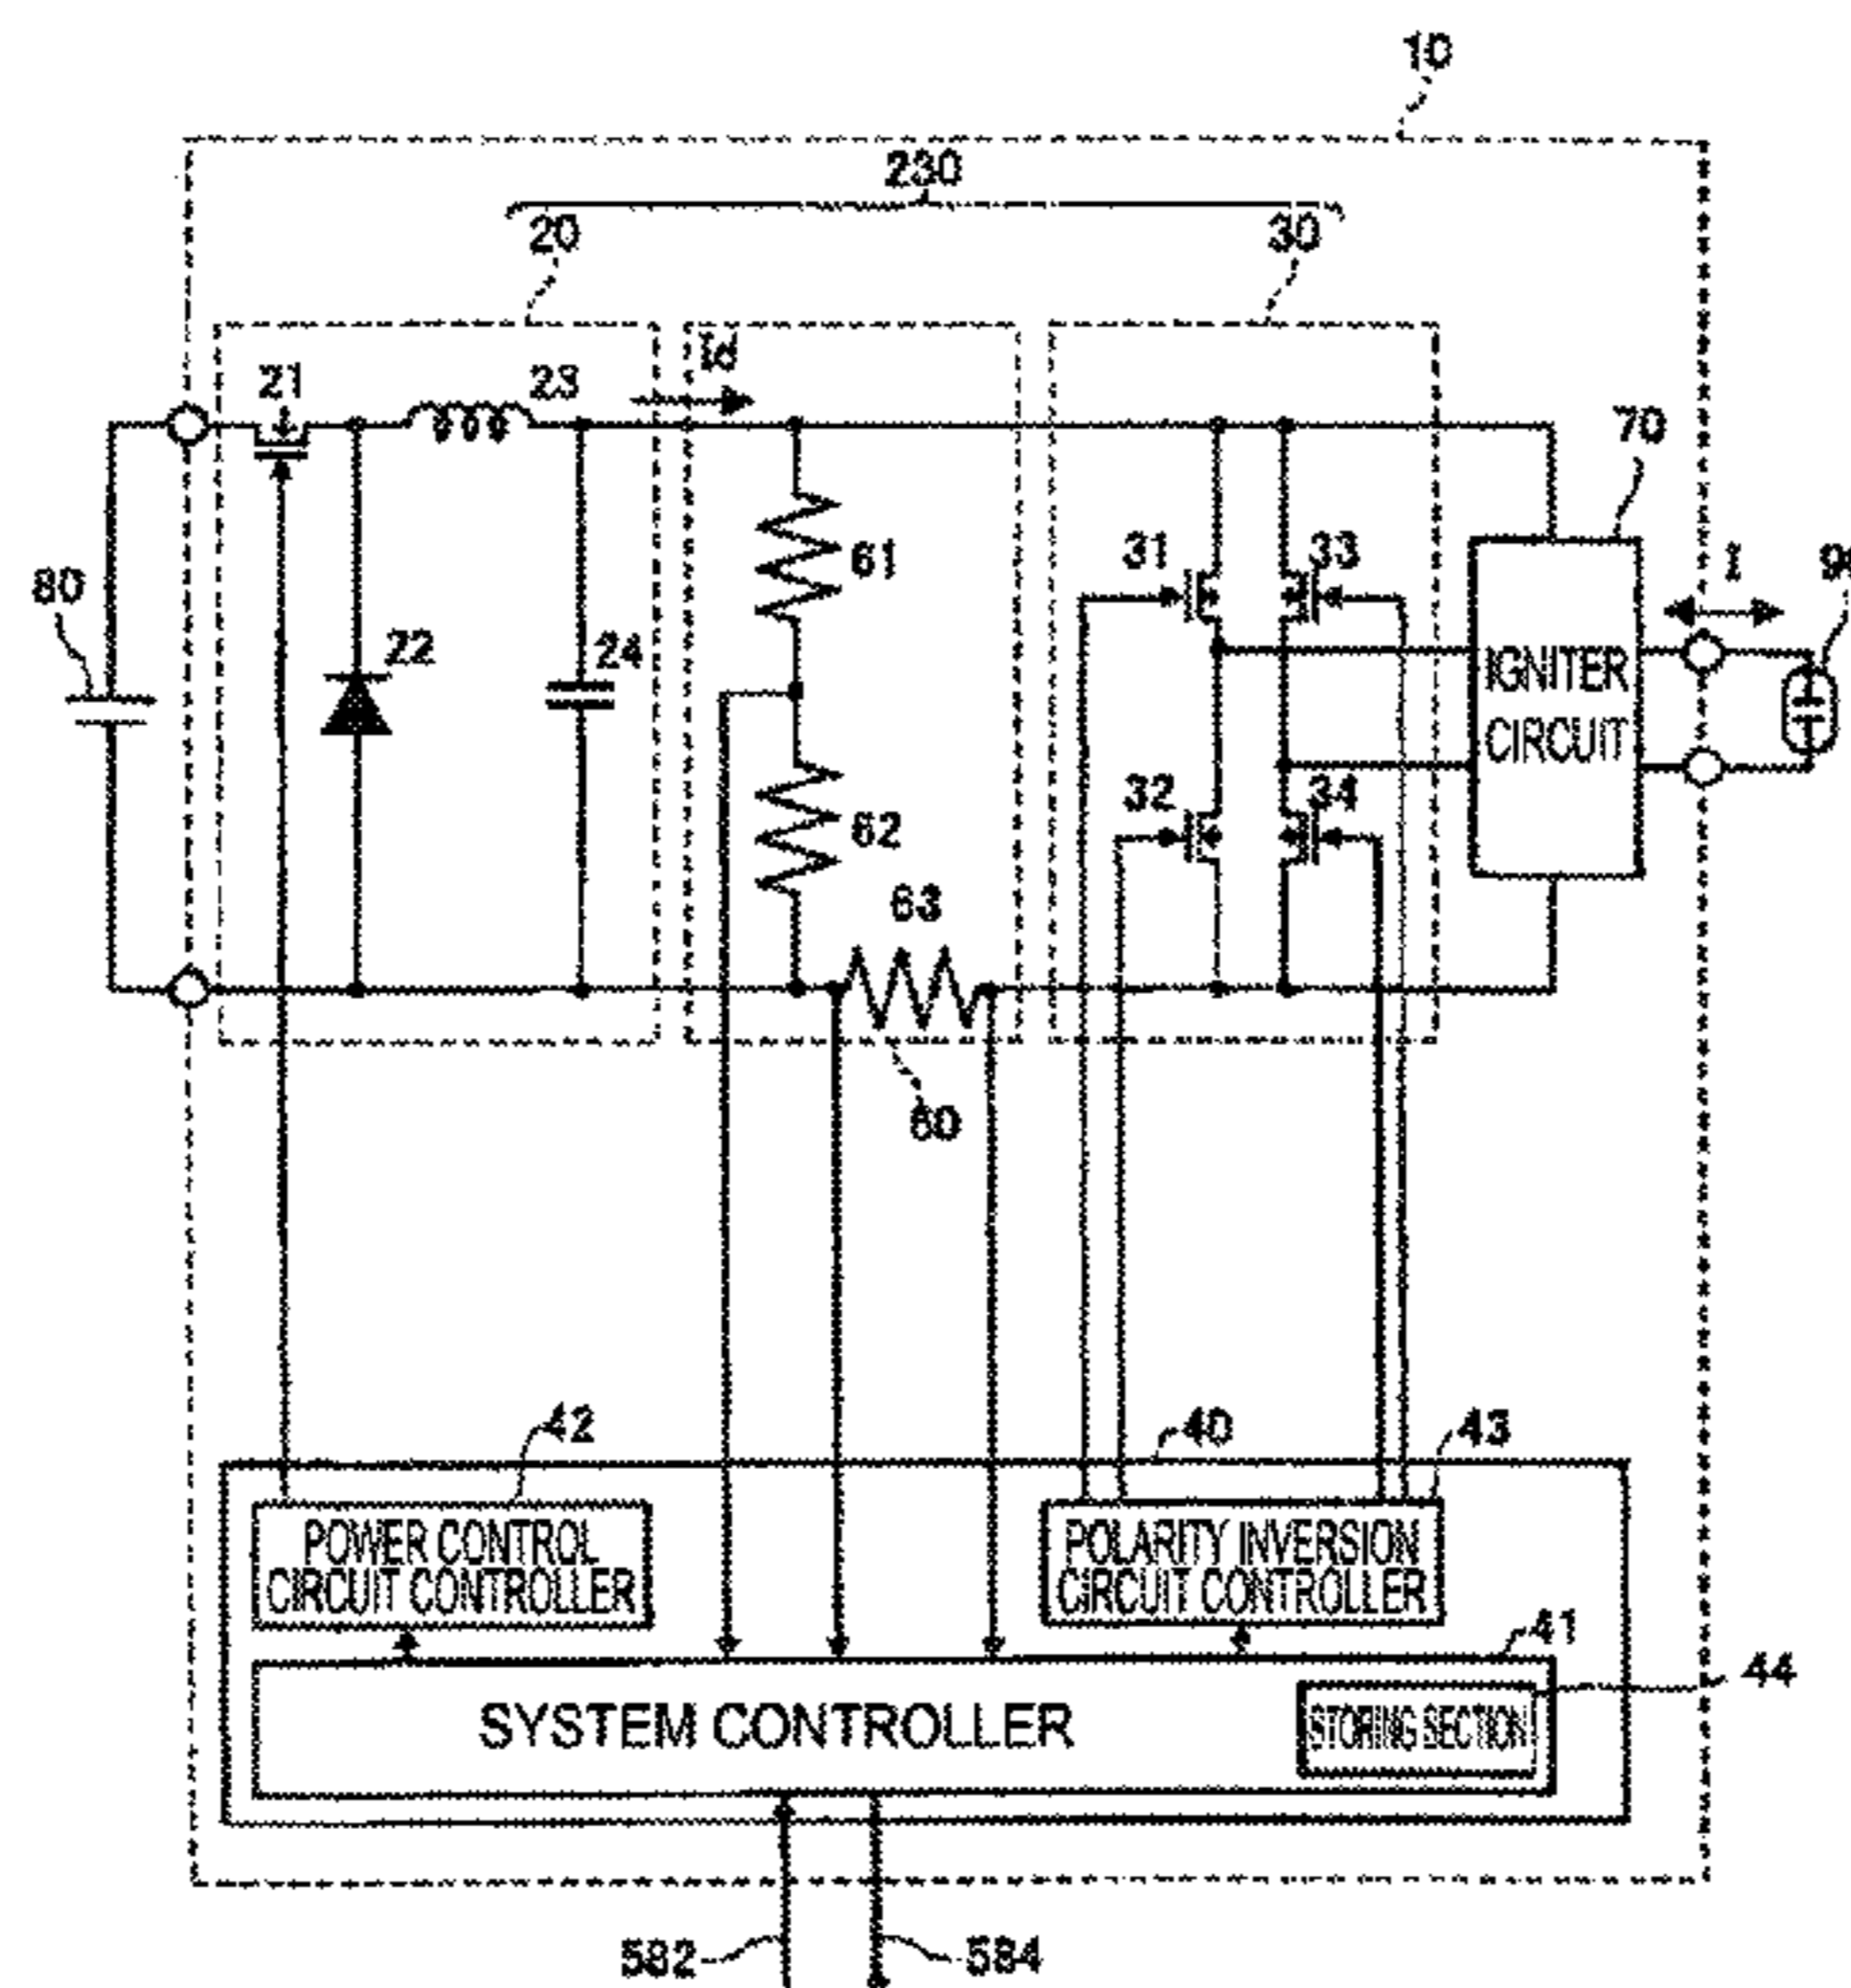 10
230
20
30
21
23
Id
70
61
31
33
I
80
22
24
IGNITER
CIRCUIT
62
32
34
63
60
42
40
43
POWER CONTROL
CIRCUIT CONTROLLER
POLARITY INVERSION
CIRCUIT CONTROLLER
41
44
SYSTEM CONTROLLER
STORING SECTION
582
584